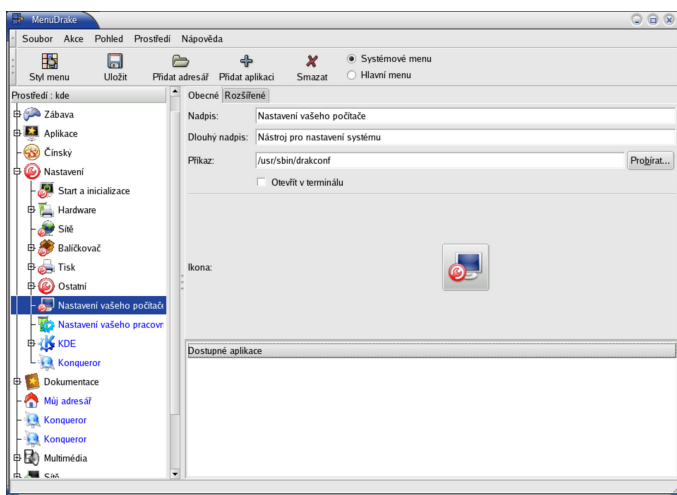 MenuDrake
Soubor Akce Pohled Prostředí Nápověda
Styl menu Uložit Přidat adresář Přidat aplikaci Smazat
Systémové menu
Hlavní menu
Prostředí : kde
Zábava
Aplikace
Čínský
Nastavení
Start a inicializace
Hardware
Sítě
Balíčkovač
Tisk
Ostatní
Nastavení vašeho počítače
Nastavení vašeho pracovn
KDE
Konqueror
Dokumentace
Můj adresář
Konqueror
Konqueror
Multimédia
Sítě
Obecné Rozšířené
Nadpis: Nastavení vašeho počítače
Dlouhý nadpis: Nástroj pro nastavení systému
Příkaz: /usr/sbin/drakconf Probírat...
Otevřít v terminálu
Ikona:
Dostupné aplikace